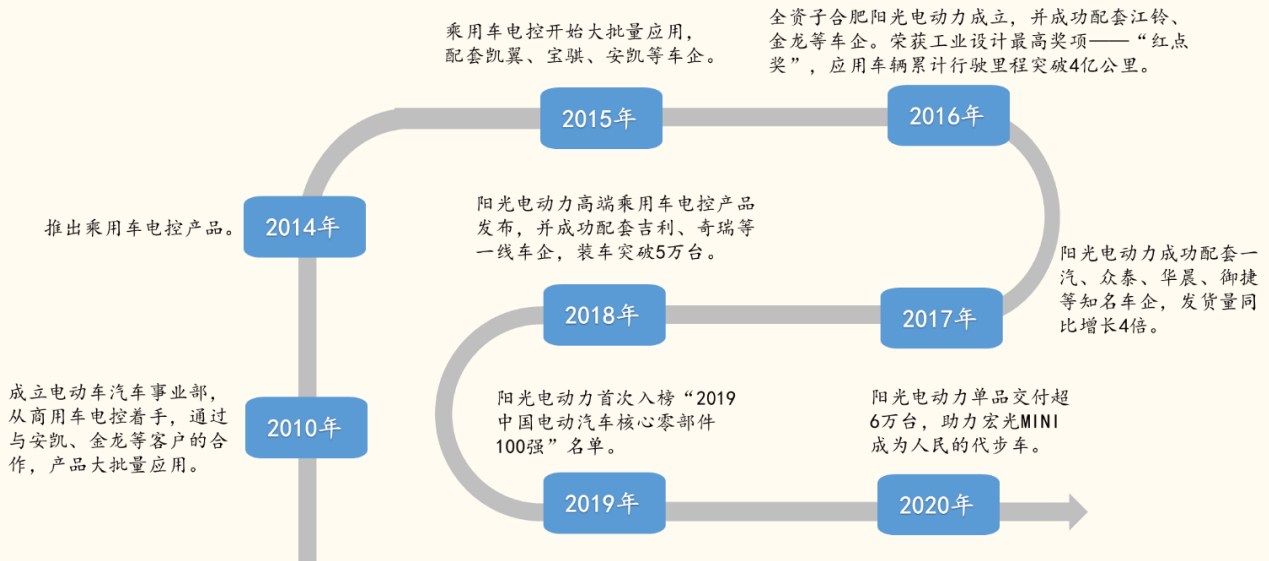 乘用车电控开始大批量应用，
配套凯翼、宝骐、安凯等车企。
全资子合肥阳光电动力成立，并成功配套江铃、
金龙等车企。荣获工业设计最高奖项——“红点
奖”，应用车辆累计行驶里程突破4亿公里。
2015年
2016年
推出乘用车电控产品。
2014年
阳光电动力高端乘用车电控产品
发布，并成功配套吉利、奇瑞等
一线车企，装车突破5万台。
阳光电动力成功配套一
汽、众泰、华晨、御捷
等知名车企，发货量同
比增长4倍。
2018年
2017年
成立电动车汽车事业部，
从商用车电控着手，通过
与安凯、金龙等客户的合
作，产品大批量应用。
2010年
阳光电动力首次入榜“2019
中国电动汽车核心零部件
100强”名单。
阳光电动力单品交付超
6万台，助力宏光MINI
成为人民的代步车。
2019年
2020年